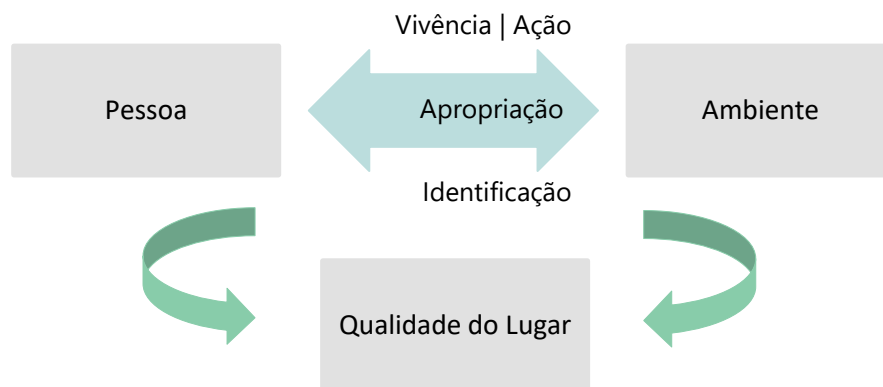 Vivência | Ação
Pessoa
Apropriação
Ambiente
Identificação
Qualidade do Lugar